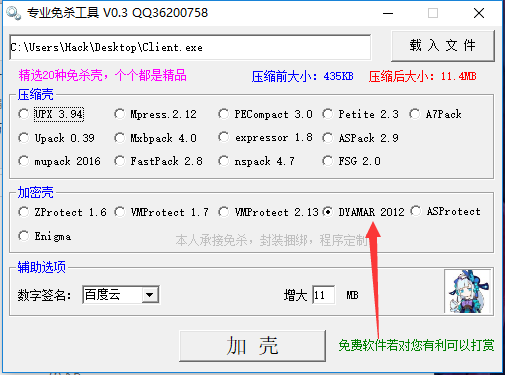 专业免杀工具 V0.3 QQ36200758
C:\Users\Hack\Desktop\Client.exe
载入文件
精选20种免杀壳,个个都是精品 压缩前大小:435KB 压缩后大小:11.4MB
压缩壳
UPX 3.94 Mpress.2.12 PECompact 3.0 Petite 2.3 A7Pack
Upack 0.39 Mxbpack 4.0 expressor 1.8 ASPack 2.9
mupack 2016 FastPack 2.8 nspack 4.7 FSG 2.0
加密壳
ZProtect 1.6 VMProtect 1.7 VMProtect 2.13 DYAMAR 2012 ASProtect
Enigma 本人承接免杀,封装捆绑,程序定制
辅助选项
数字签名: 百度云 增大 11 MB
加 壳
免费软件若对您有利可以打赏